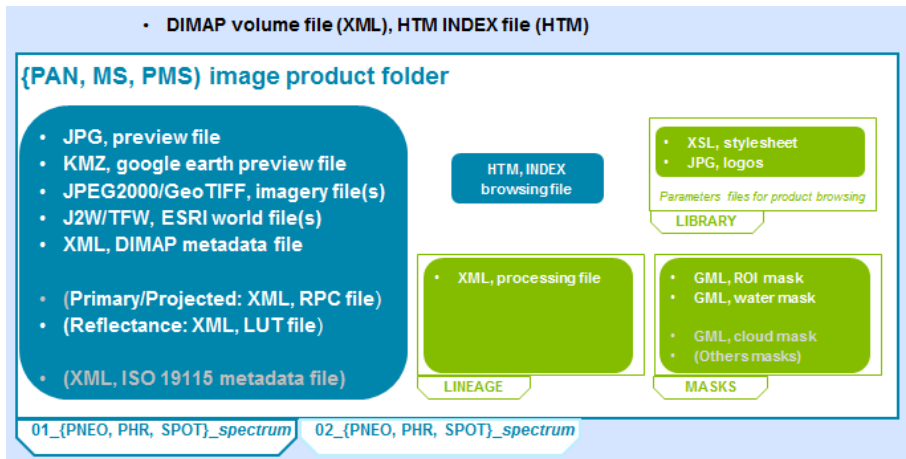 • DIMAP volume file (XML), HTM INDEX file (HTM)
{PAN, MS, PMS) image product folder
• JPG, preview file
• KMZ, google earth preview file
• JPEG2000/GeoTIFF, imagery file(s)
• J2W/TFW, ESRI world file(s)
• XML, DIMAP metadata file
• (Primary/Projected: XML, RPC file)
• (Reflectance: XML, LUT file)
• (XML, ISO 19115 metadata file)
HTM, INDEX
browsing file
• XSL, stylesheet
• JPG, logos
Parameters files for product browsing
LIBRARY
• XML, processing file
LINEAGE
• GML, ROI mask
• GML, water mask
• GML, cloud mask
• (Others masks)
MASKS
01_{PNEO, PHR, SPOT}_spectrum
02_{PNEO, PHR, SPOT}_spectrum